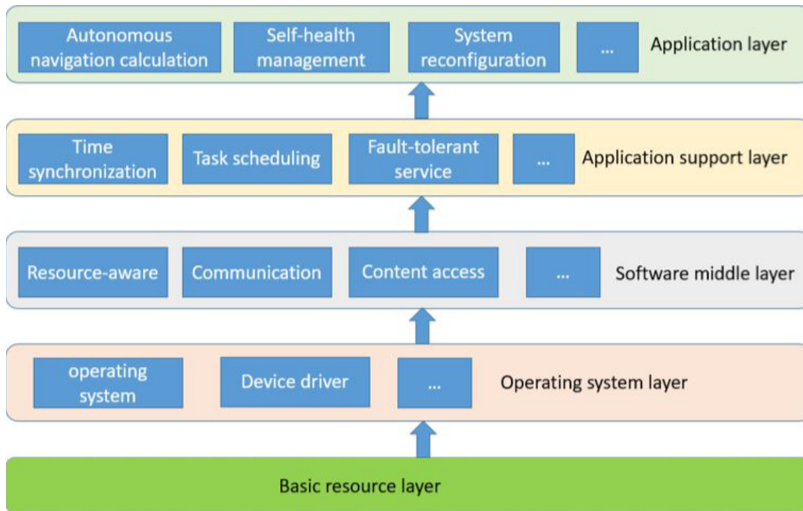 Autonomous
navigation calculation
Self-health
management
System
reconfiguration
...
Application layer
Time
synchronization
Task scheduling
Fault-tolerant
service
...
Application support layer
Resource-aware
Communication
Content access
...
Software middle layer
operating
system
Device driver
...
Operating system layer
Basic resource layer